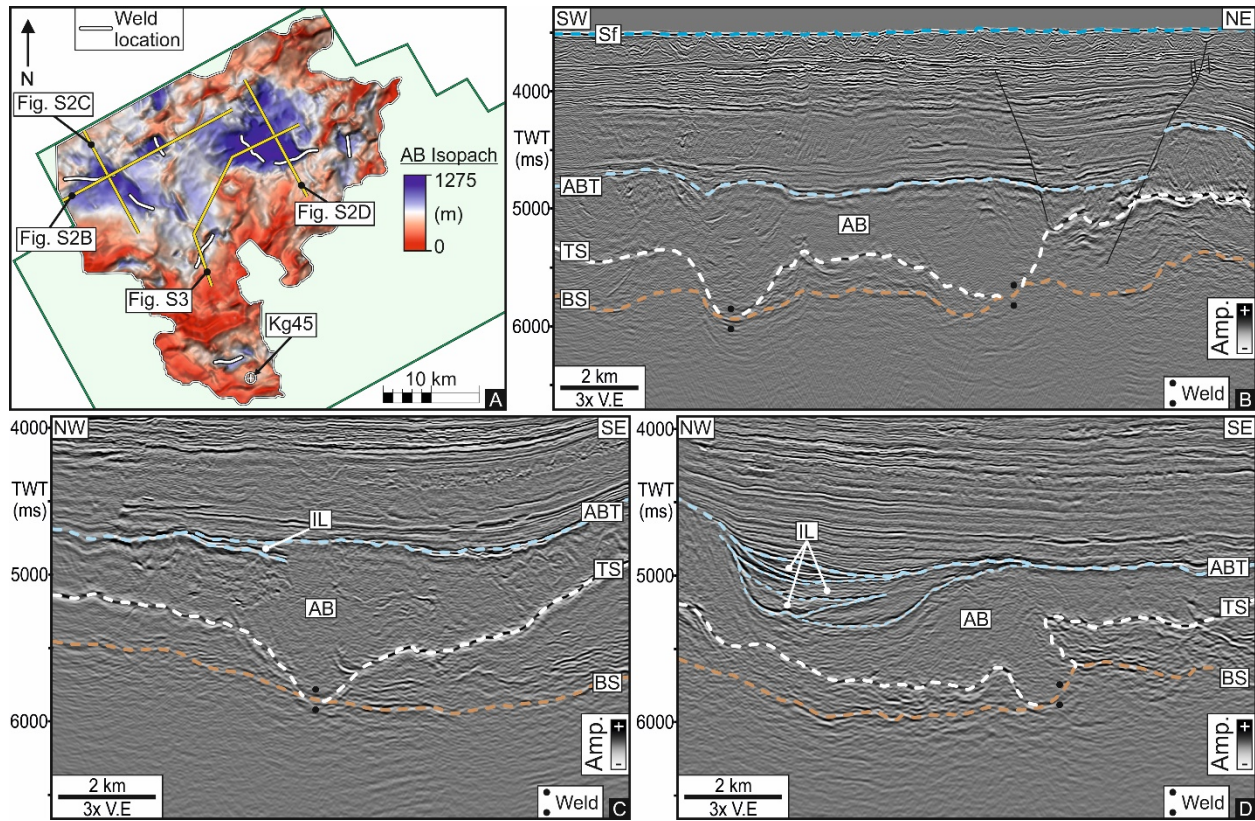 Weld
location
N
Fig. S2C
AB Isopach
1275
(m)
0
Fig. S2B
Fig. S2D
Fig. S3
Kg45
10 km
A
SW
NE
Sf
4000
TWT
(ms)
ABT
5000
AB
TS
BS
6000
Amp.
+
-
2 km
3x V.E
Weld
B
4000
NW
SE
TWT
(ms)
ABT
IL
5000
TS
AB
BS
6000
Amp.
+
-
2 km
3x V.E
Weld
C
4000
NW
SE
TWT
(ms)
IL
5000
ABT
TS
AB
BS
6000
Amp.
+
-
2 km
3x V.E
Weld
D